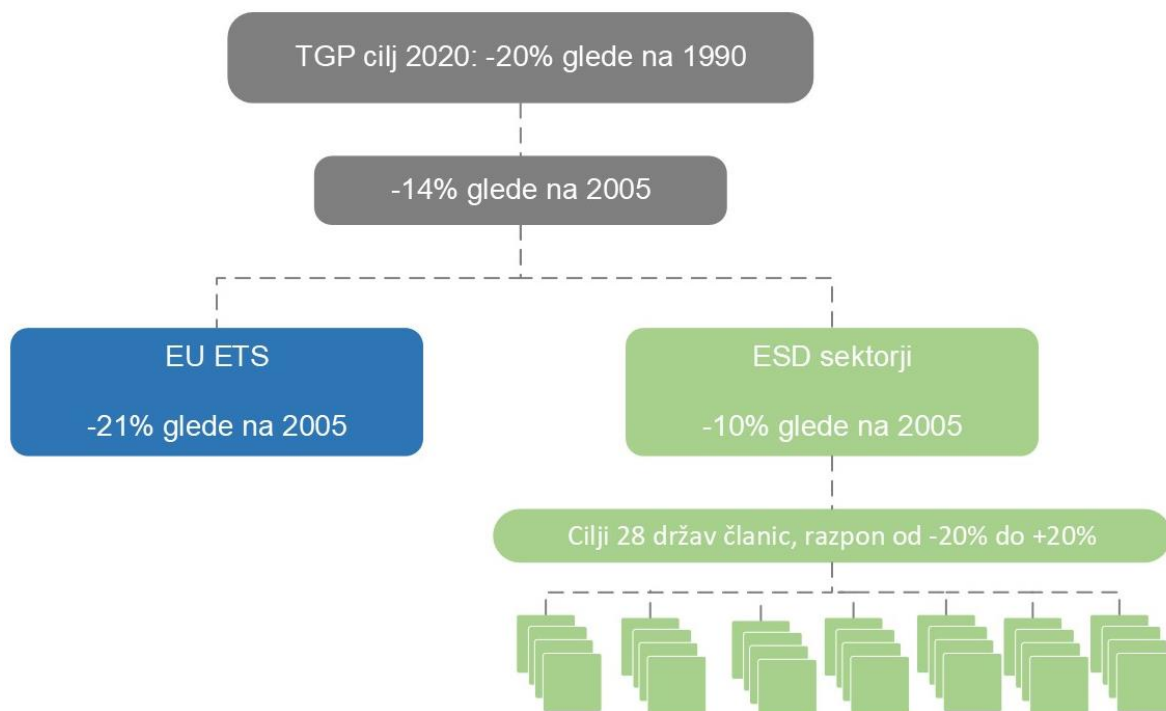 TGP cilj 2020: -20% glede na 1990
-14% glede na 2005
EU ETS
-21% glede na 2005
ESD sektorji
-10% glede na 2005
Cilji 28 držav članic, razpon od -20% do +20%